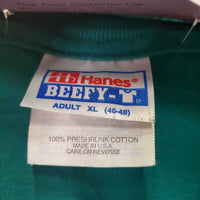 Hanes®
BEEFY-T®
ADULT XL (46-48)
100% PRESHRUNK COTTON
MADE IN U.S.A.
CARE ON REVERSE